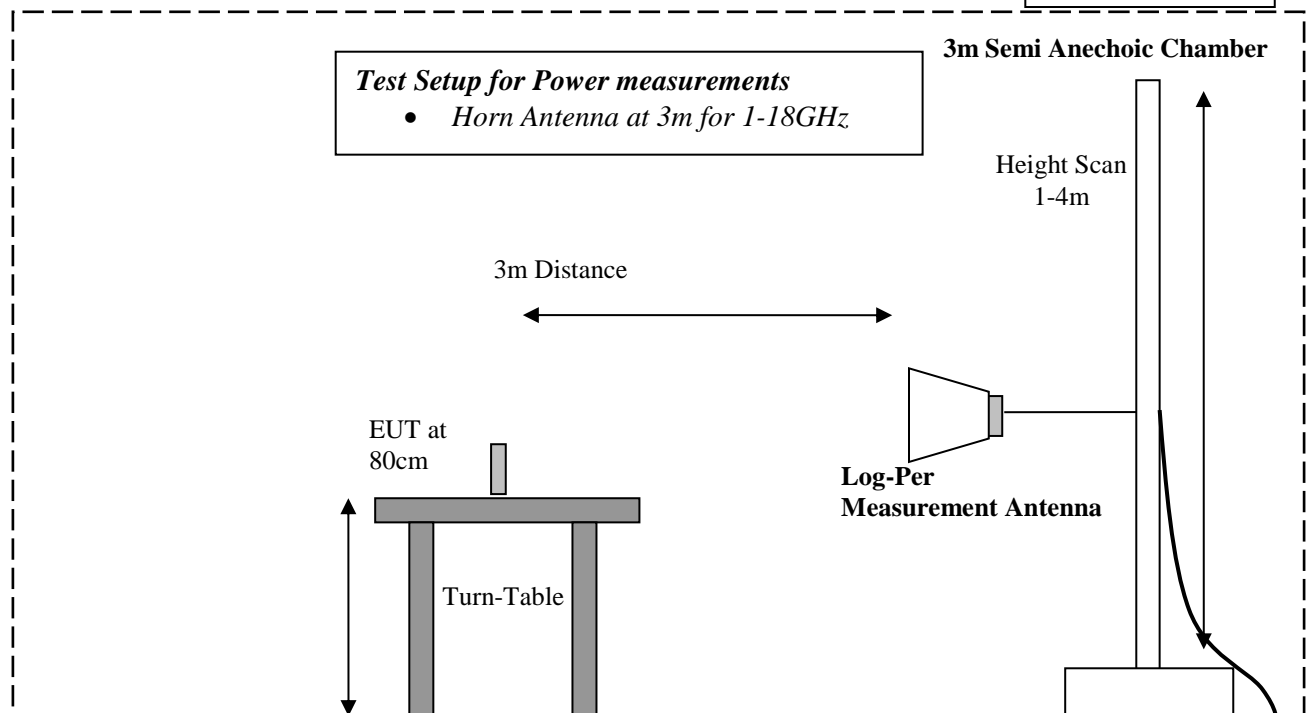 3m Semi Anechoic Chamber
Test Setup for Power measurements
• Horn Antenna at 3m for 1-18GHz
Height Scan
1-4m
3m Distance
EUT at
80cm
Log-Per
Measurement Antenna
Turn-Table